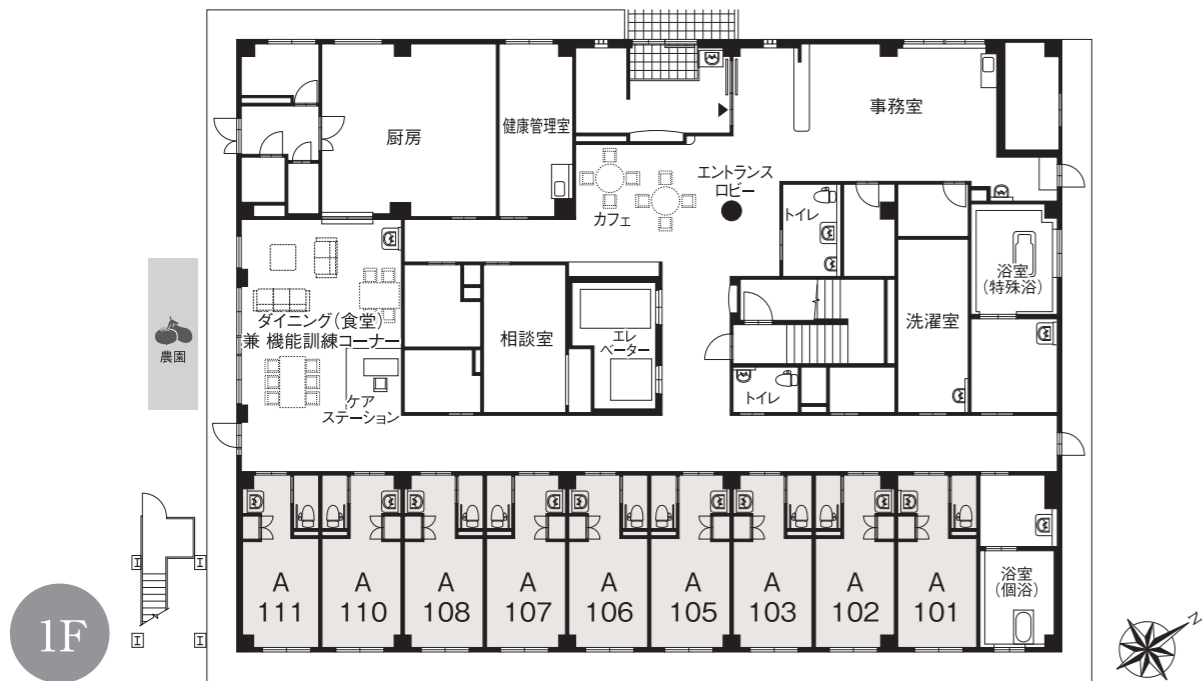 厨房
健康管理室
事務室
エントランス
ロビー
カフェ
トイレ
浴室
(特殊浴)
洗濯室
ダイニング(食堂)
兼 機能訓練コーナー
相談室
エレ
ベーター
農園
ケア
ステーション
トイレ
A
111
A
110
A
108
A
107
A
106
A
105
A
103
A
102
A
101
浴室
(個浴)
1F
N